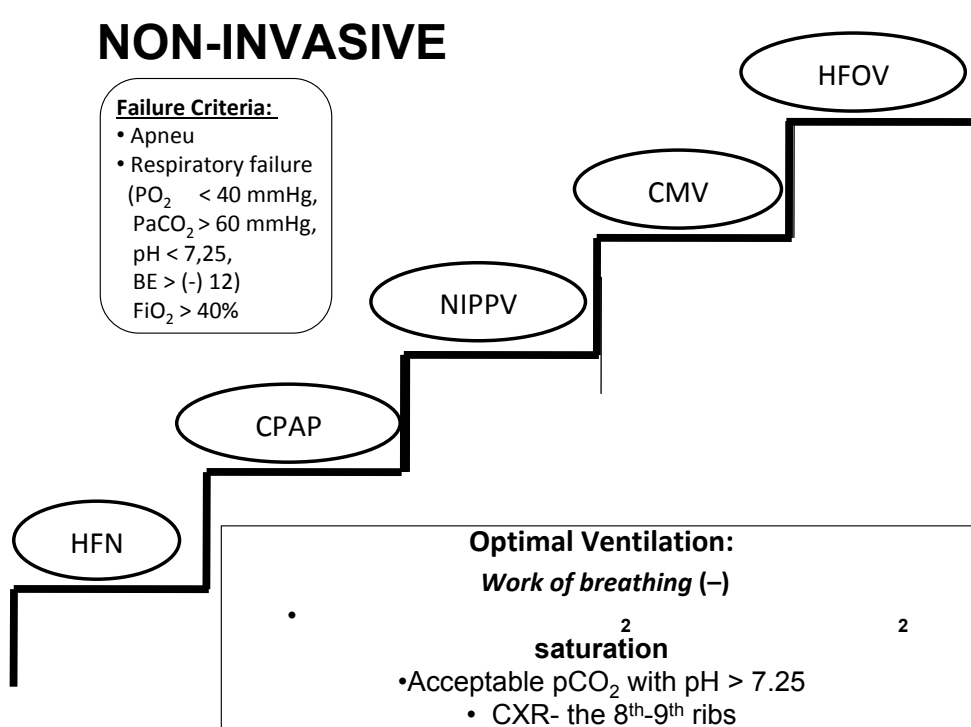 NON-INVASIVE
Failure Criteria:
• Apneu
• Respiratory failure
(PO₂ < 40 mmHg,
PaCO₂ > 60 mmHg,
pH < 7,25,
BE > (-) 12)
FiO₂ > 40%
HFOV
CMV
NIPPV
CPAP
HFN
Optimal Ventilation:
Work of breathing (–)
•
2 2
saturation
•Acceptable pCO₂ with pH > 7.25
• CXR- the 8th-9th ribs